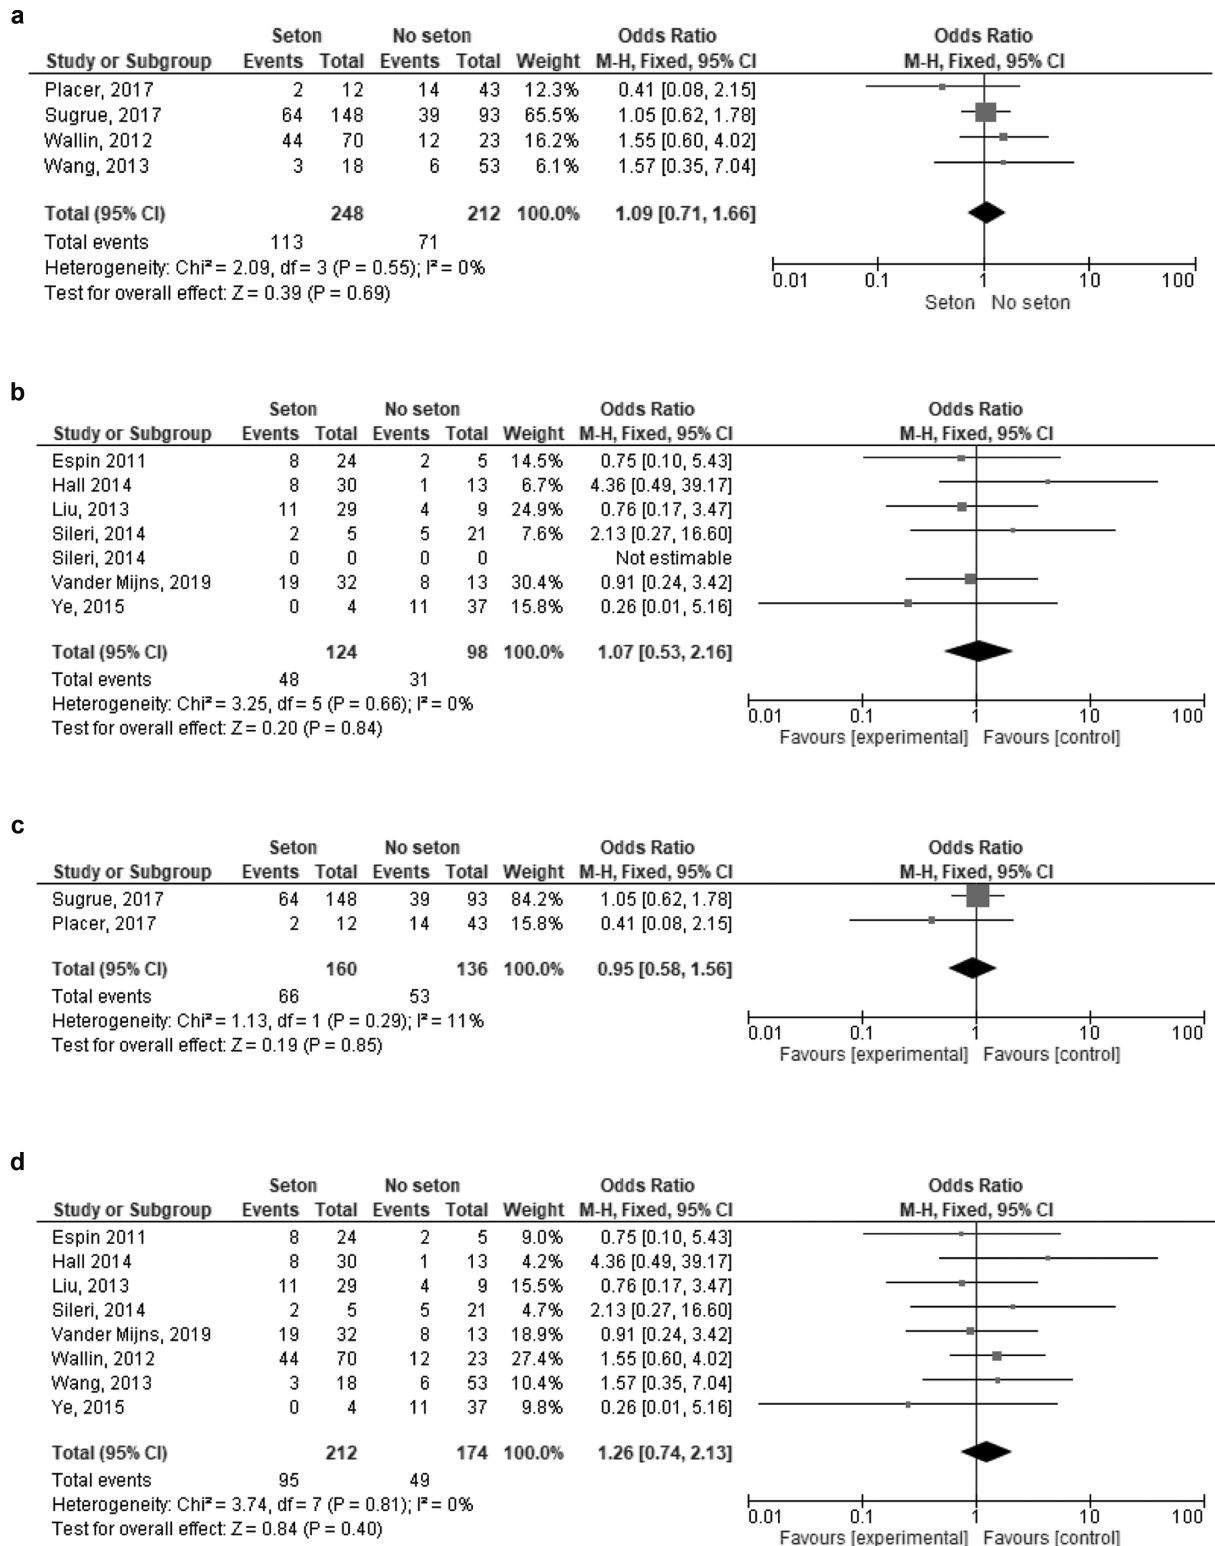 a
Seton No seton Odds Ratio Odds Ratio
Study or Subgroup Events Total Events Total Weight M-H, Fixed, 95% CI M-H, Fixed, 95% CI
Placer, 2017 2 12 14 43 12.3% 0.41 [0.08, 2.15]
Sugrue, 2017 64 148 39 93 65.5% 1.05 [0.62, 1.78]
Wallin, 2012 44 70 12 23 16.2% 1.55 [0.60, 4.02]
Wang, 2013 3 18 6 53 6.1% 1.57 [0.35, 7.04]
Total (95% CI) 248 212 100.0% 1.09 [0.71, 1.66]
Total events 113 71
Heterogeneity: Chi² = 2.09, df = 3 (P = 0.55); I² = 0%
Test for overall effect: Z = 0.39 (P = 0.69)
0.01 0.1 1 10 100
Seton No seton
b
Seton No seton Odds Ratio Odds Ratio
Study or Subgroup Events Total Events Total Weight M-H, Fixed, 95% CI M-H, Fixed, 95% CI
Espin 2011 8 24 2 5 14.5% 0.75 [0.10, 5.43]
Hall 2014 8 30 1 13 6.7% 4.36 [0.49, 39.17]
Liu, 2013 11 29 4 9 24.9% 0.76 [0.17, 3.47]
Sileri, 2014 2 5 5 21 7.6% 2.13 [0.27, 16.60]
Sileri, 2014 0 0 0 0 Not estimable
Vander Mijns, 2019 19 32 8 13 30.4% 0.91 [0.24, 3.42]
Ye, 2015 0 4 11 37 15.8% 0.26 [0.01, 5.16]
Total (95% CI) 124 98 100.0% 1.07 [0.53, 2.16]
Total events 48 31
Heterogeneity: Chi² = 3.25, df = 5 (P = 0.66); I² = 0%
Test for overall effect: Z = 0.20 (P = 0.84)
0.01 0.1 1 10 100
Favours [experimental] Favours [control]
c
Seton No seton Odds Ratio Odds Ratio
Study or Subgroup Events Total Events Total Weight M-H, Fixed, 95% CI M-H, Fixed, 95% CI
Sugrue, 2017 64 148 39 93 84.2% 1.05 [0.62, 1.78]
Placer, 2017 2 12 14 43 15.8% 0.41 [0.08, 2.15]
Total (95% CI) 160 136 100.0% 0.95 [0.58, 1.56]
Total events 66 53
Heterogeneity: Chi² = 1.13, df = 1 (P = 0.29); I² = 11%
Test for overall effect: Z = 0.19 (P = 0.85)
0.01 0.1 1 10 100
Favours [experimental] Favours [control]
d
Seton No seton Odds Ratio Odds Ratio
Study or Subgroup Events Total Events Total Weight M-H, Fixed, 95% CI M-H, Fixed, 95% CI
Espin 2011 8 24 2 5 9.0% 0.75 [0.10, 5.43]
Hall 2014 8 30 1 13 4.2% 4.36 [0.49, 39.17]
Liu, 2013 11 29 4 9 15.5% 0.76 [0.17, 3.47]
Sileri, 2014 2 5 5 21 4.7% 2.13 [0.27, 16.60]
Vander Mijns, 2019 19 32 8 13 18.9% 0.91 [0.24, 3.42]
Wallin, 2012 44 70 12 23 27.4% 1.55 [0.60, 4.02]
Wang, 2013 3 18 6 53 10.4% 1.57 [0.35, 7.04]
Ye, 2015 0 4 11 37 9.8% 0.26 [0.01, 5.16]
Total (95% CI) 212 174 100.0% 1.26 [0.74, 2.13]
Total events 95 49
Heterogeneity: Chi² = 3.74, df = 7 (P = 0.81); I² = 0%
Test for overall effect: Z = 0.84 (P = 0.40)
0.01 0.1 1 10 100
Favours [experimental] Favours [control]